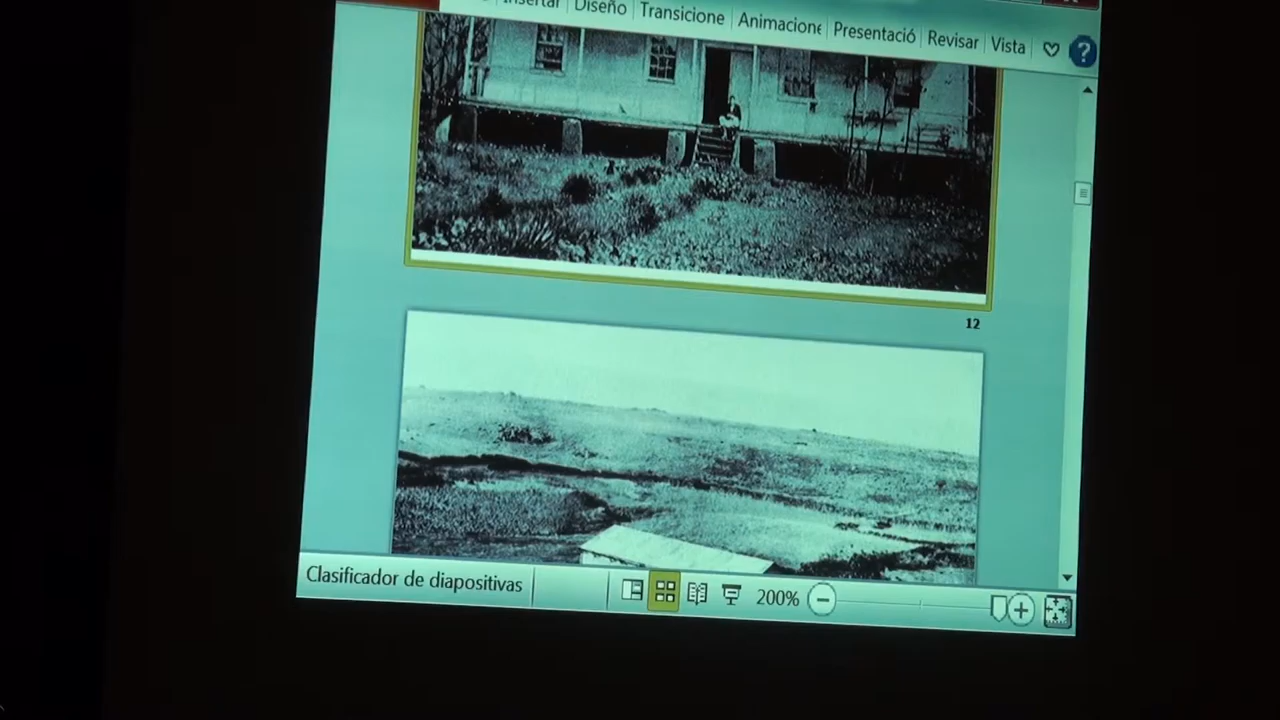 Insertar Diseño Transicione Animacione Presentació Revisar Vista
12
Clasificador de diapositivas 200%